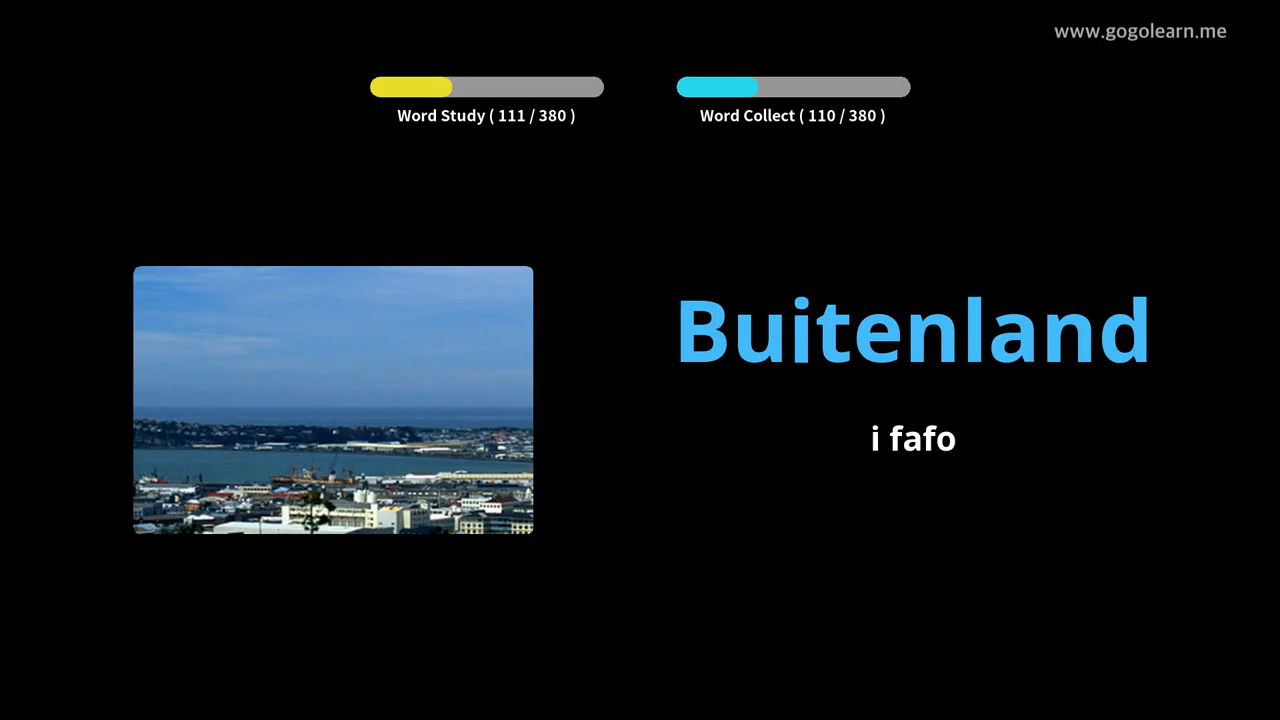 www.gogolearn.me
Word Study ( 111 / 380 )
Word Collect ( 110 / 380 )
Buitenland
i fafo